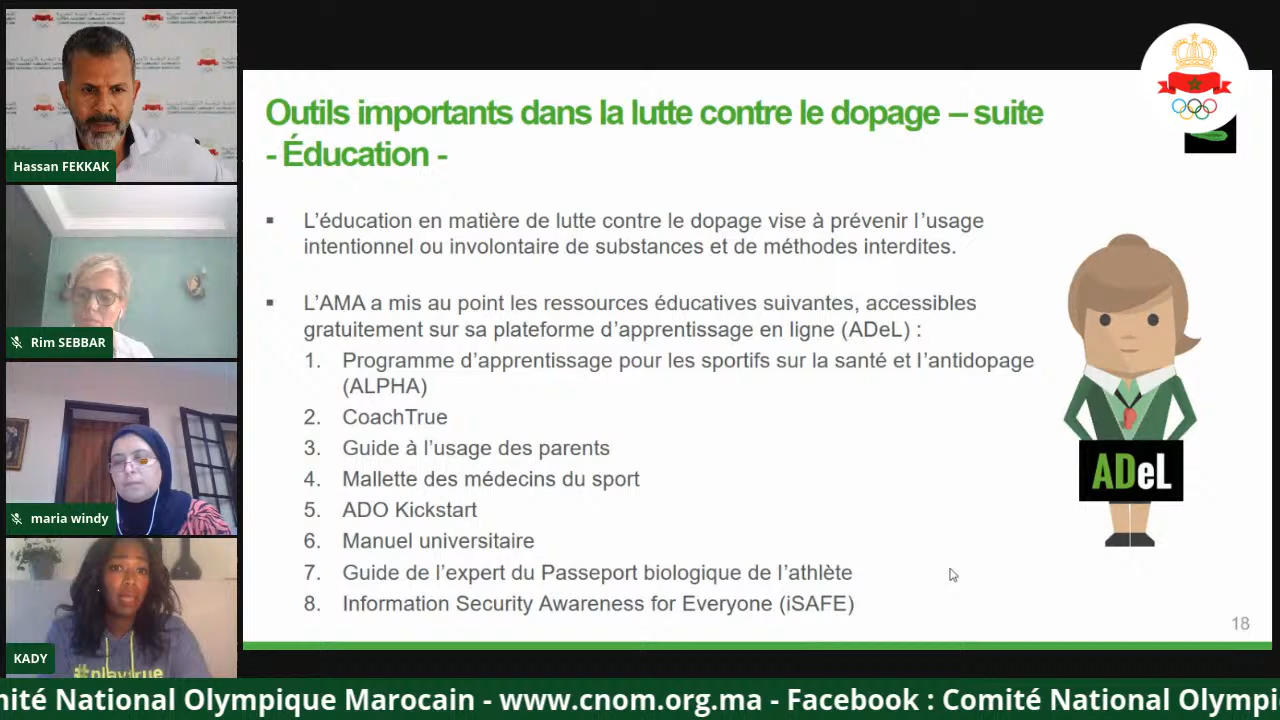 Hassan FEKKAK
Rim SEBBAR
maria windy
#playtrue
KADY
Outils importants dans la lutte contre le dopage – suite
- Éducation -
▪ L’éducation en matière de lutte contre le dopage vise à prévenir l’usage
intentionnel ou involontaire de substances et de méthodes interdites.
▪ L’AMA a mis au point les ressources éducatives suivantes, accessibles
gratuitement sur sa plateforme d’apprentissage en ligne (ADeL) :
1. Programme d’apprentissage pour les sportifs sur la santé et l’antidopage
(ALPHA)
2. CoachTrue
3. Guide à l’usage des parents
4. Mallette des médecins du sport
5. ADO Kickstart
6. Manuel universitaire
7. Guide de l’expert du Passeport biologique de l’athlète
8. Information Security Awareness for Everyone (iSAFE)
ADeL
18
mité National Olympique Marocain - www.cnom.org.ma - Facebook : Comité National Olympi